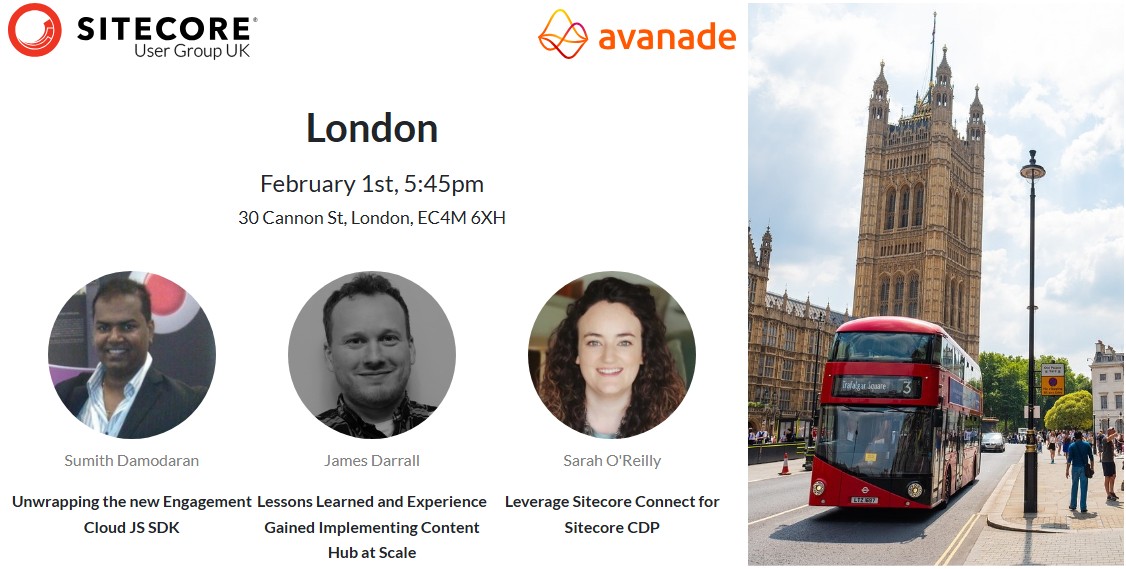 SITECORE
User Group UK
avanade
London
February 1st, 5:45pm
30 Cannon St, London, EC4M 6XH
Sumith Damodaran
James Darrall
Sarah O'Reilly
Unwrapping the new Engagement
Cloud JS SDK
Lessons Learned and Experience
Gained Implementing Content
Hub at Scale
Leverage Sitecore Connect for
Sitecore CDP
Trafalgar Square
3